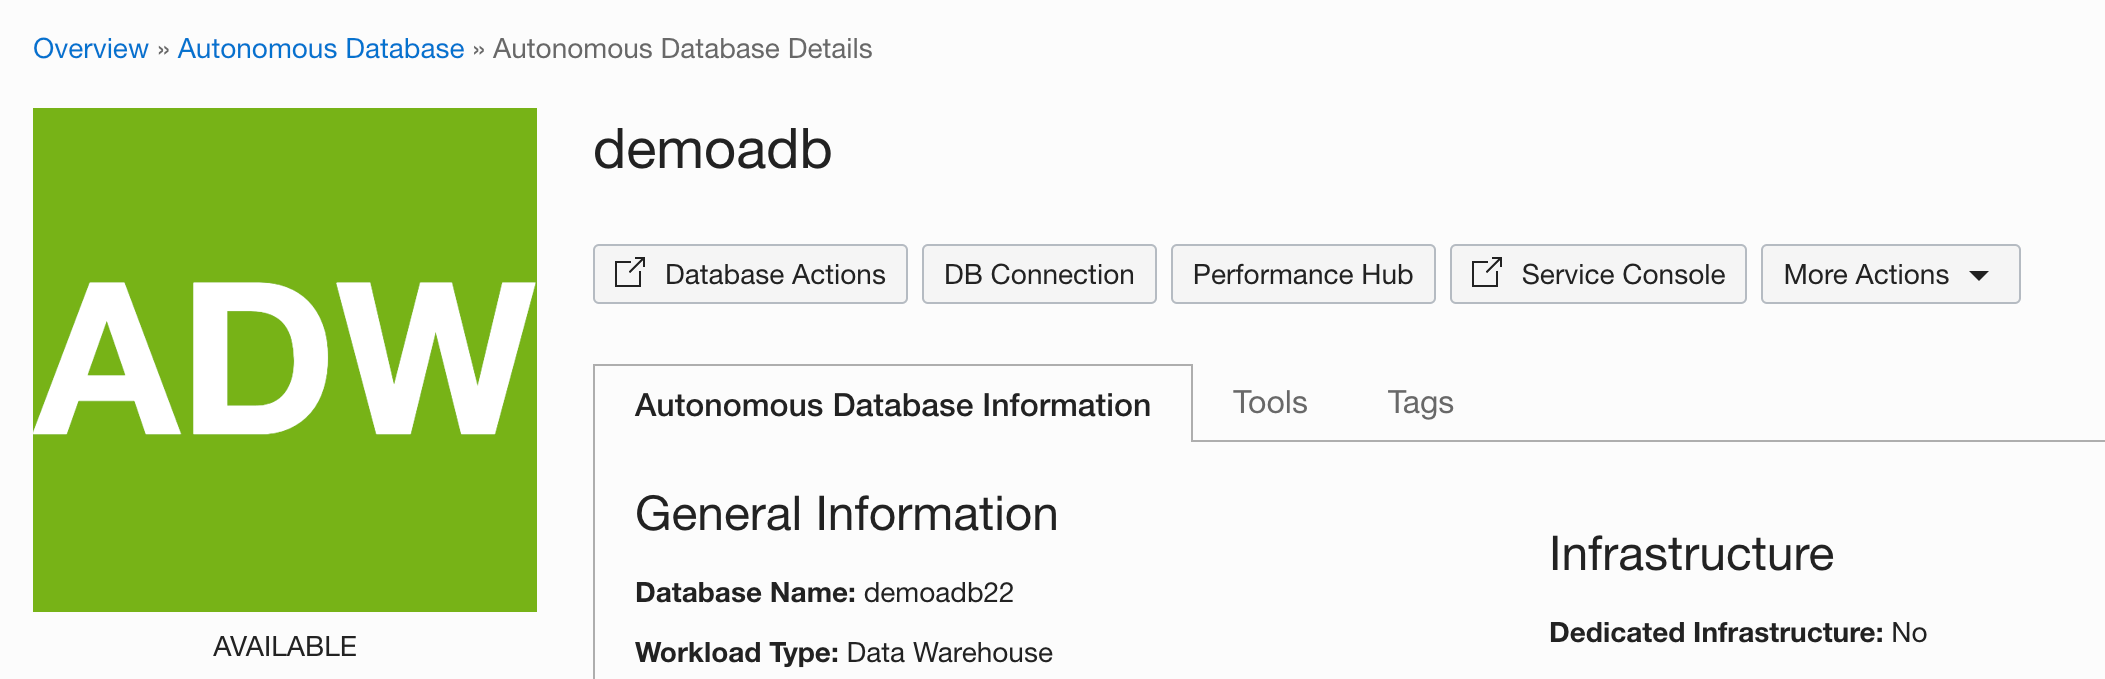 Overview » Autonomous Database » Autonomous Database Details
ADW
AVAILABLE
demoadb
Database Actions
DB Connection
Performance Hub
Service Console
More Actions
Autonomous Database Information
Tools
Tags
General Information
Database Name: demoadb22
Workload Type: Data Warehouse
Infrastructure
Dedicated Infrastructure: No